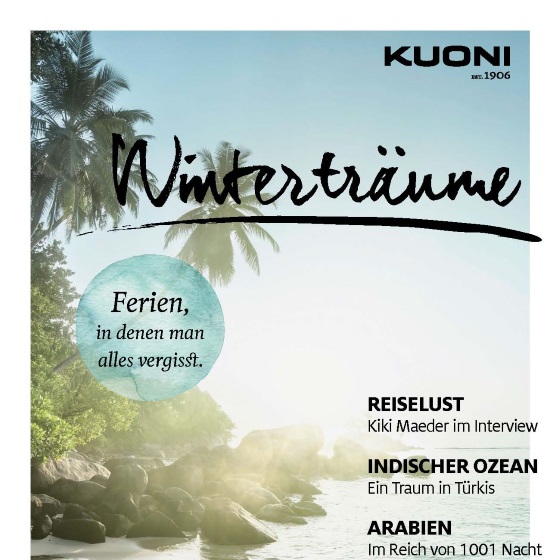 KUONI
EST. 1906
Winterträume
Ferien,
in denen man
alles vergisst.
REISELUST
Kiki Maeder im Interview
INDISCHER OZEAN
Ein Traum in Türkis
ARABIEN
Im Reich von 1001 Nacht